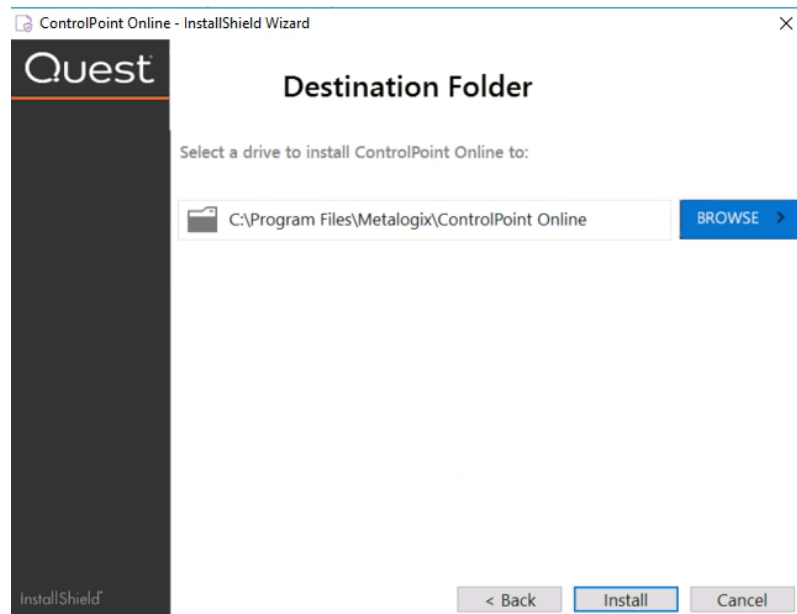 ControlPoint Online - InstallShield Wizard
Quest
Destination Folder
Select a drive to install ControlPoint Online to:
C:\Program Files\Metalogix\ControlPoint Online
BROWSE >
InstallShield
< Back
Install
Cancel